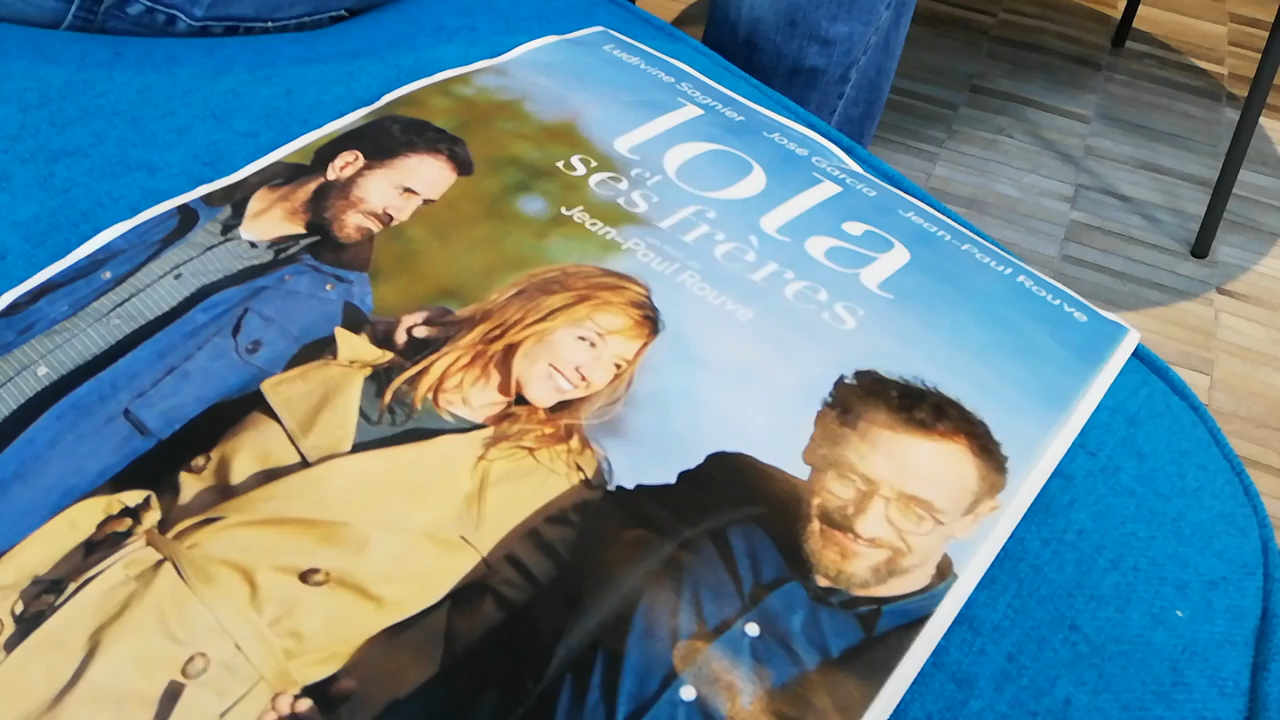 Ludivine Sagnier José Garcia Jean-Paul Rouve
lola
et
ses frères
un film de
Jean-Paul Rouve